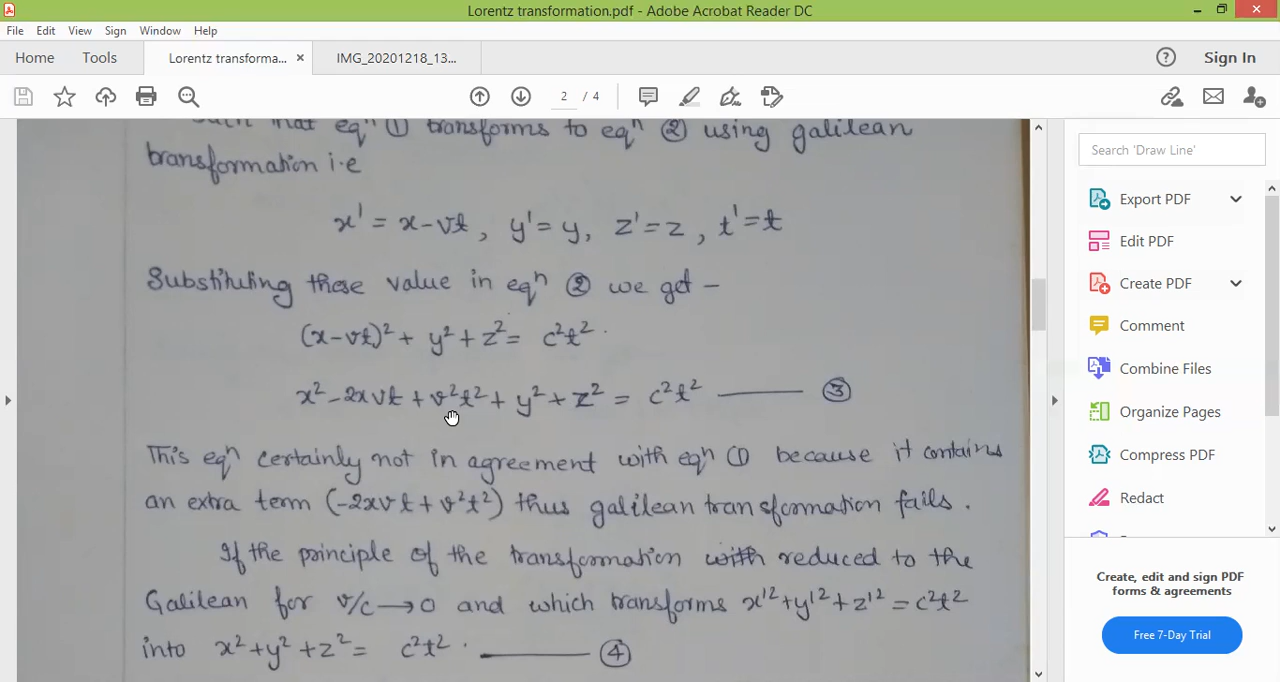 Lorentz transformation.pdf - Adobe Acrobat Reader DC
File Edit View Sign Window Help
Home Tools Lorentz transforma... × IMG_20201218_13... ? Sign In
2 / 4
such that eqⁿ ① transforms to eqⁿ ② using galilean
transformation i.e
x' = x-vt, y' = y, z' = z, t' = t
Substituting these value in eqⁿ ② we get –
(x-vt)² + y² + z² = c²t².
x² - 2xvt + v²t² + y² + z² = c²t² ——— ③
This eqⁿ certainly not in agreement with eqⁿ ① because it contains
an extra term (-2xvt + v²t²) thus galilean transformation fails.
If the principle of the transformation with reduced to the
Galilean for v/c → 0 and which transforms x'² + y'² + z'² = c²t²
into x² + y² + z² = c²t². ——— ④
Search 'Draw Line'
Export PDF
Edit PDF
Create PDF
Comment
Combine Files
Organize Pages
Compress PDF
Redact
Create, edit and sign PDF
forms & agreements
Free 7-Day Trial